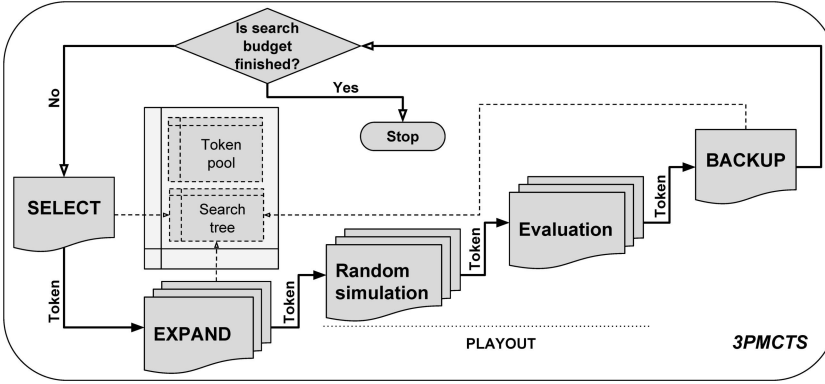 Is search
budget
finished?
Yes
No
Stop
Token
pool
Search
tree
SELECT
Token
EXPAND
Token
Random
simulation
Token
Evaluation
Token
BACKUP
PLAYOUT
3PMCTS